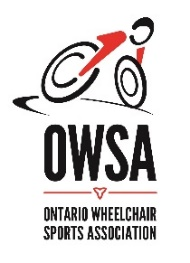 OWSA
ONTARIO WHEELCHAIR
SPORTS ASSOCIATION